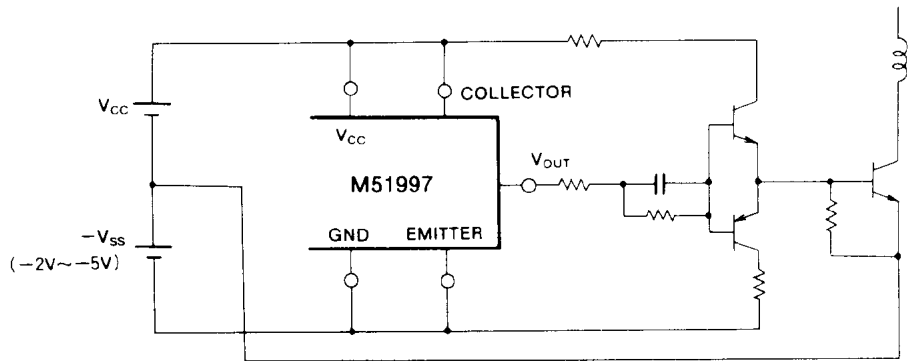 COLLECTOR
VCC
VCC
VOUT
M51997
GND EMITTER
−VSS
(−2V~−5V)